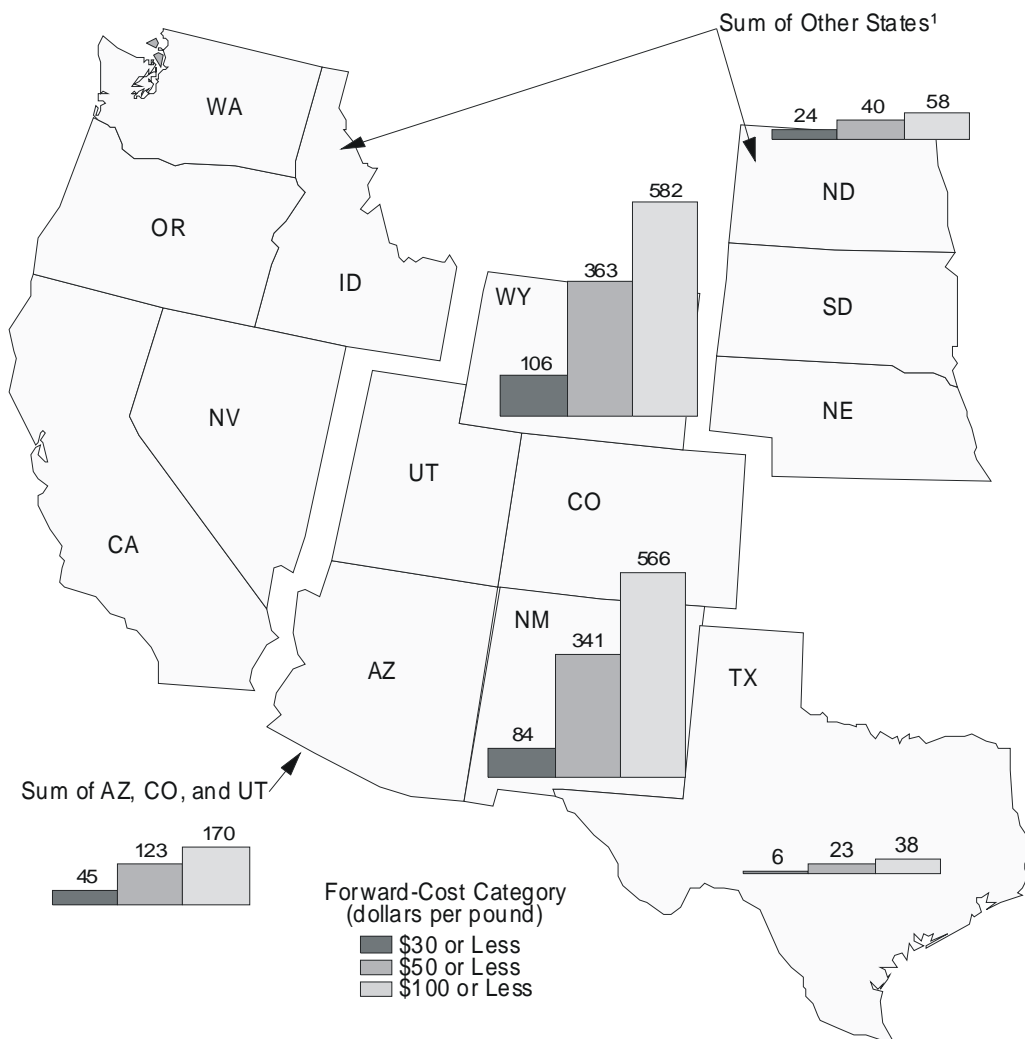 Sum of Other States¹
24
40
58
WA
ND
OR
582
ID
363
WY
SD
106
NV
NE
UT
CO
CA
566
NM
341
AZ
TX
84
Sum of AZ, CO, and UT
45
123
170
6
23
38
Forward-Cost Category
(dollars per pound)
$30 or Less
$50 or Less
$100 or Less